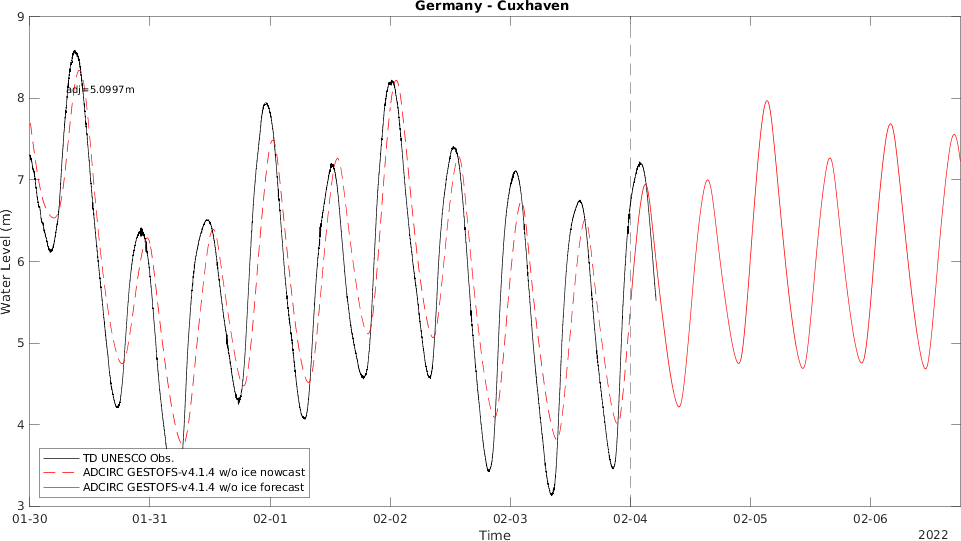 Germany - Cuxhaven
9
8
7
6
5
4
3
Water Level (m)
adj=5.0997m
TD UNESCO Obs.
ADCIRC GESTOFS-v4.1.4 w/o ice nowcast
ADCIRC GESTOFS-v4.1.4 w/o ice forecast
01-30 01-31 02-01 02-02 02-03 02-04 02-05 02-06
Time
2022